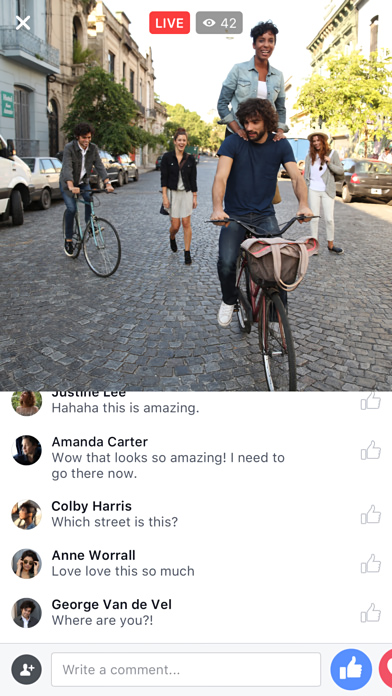 LIVE 42
Justine Lee
Hahaha this is amazing.
Amanda Carter
Wow that looks so amazing! I need to
go there now.
Colby Harris
Which street is this?
Anne Worrall
Love love this so much
George Van de Vel
Where are you?!
Write a comment...